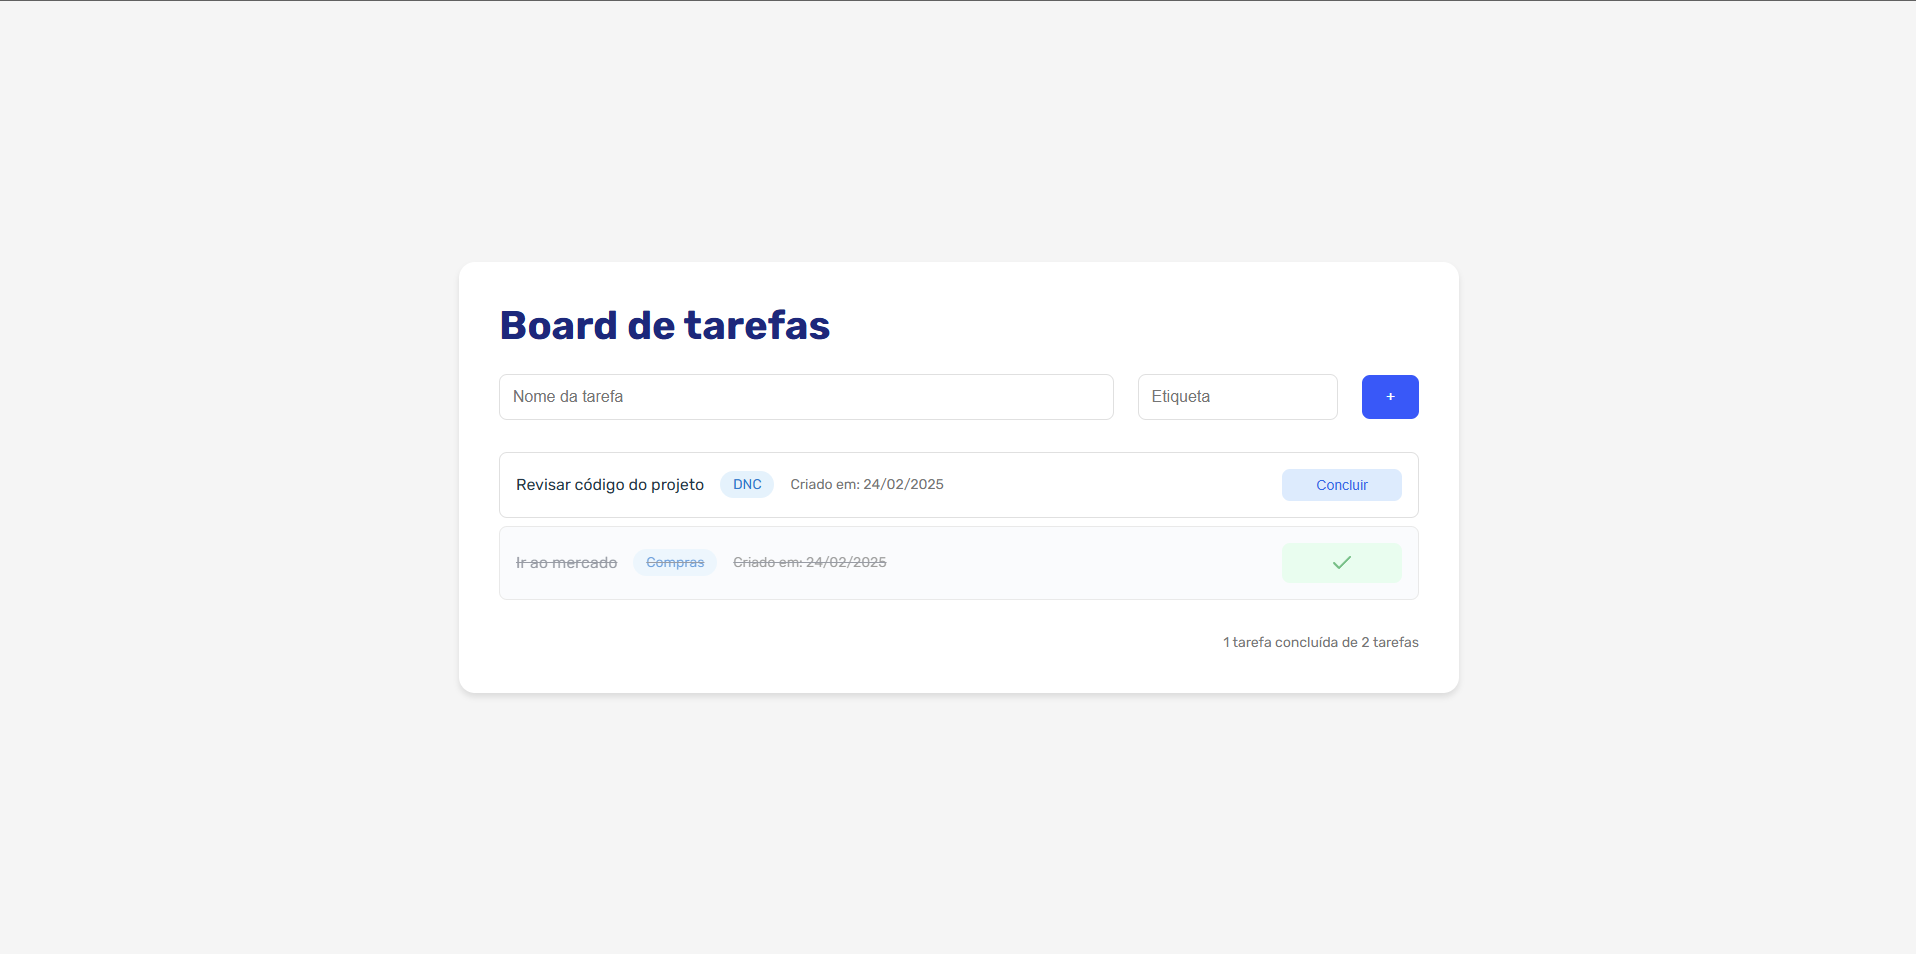 Board de tarefas
Nome da tarefa Etiqueta +
Revisar código do projeto DNC Criado em: 24/02/2025 Concluir
Ir ao mercado Compras Criado em: 24/02/2025
1 tarefa concluída de 2 tarefas